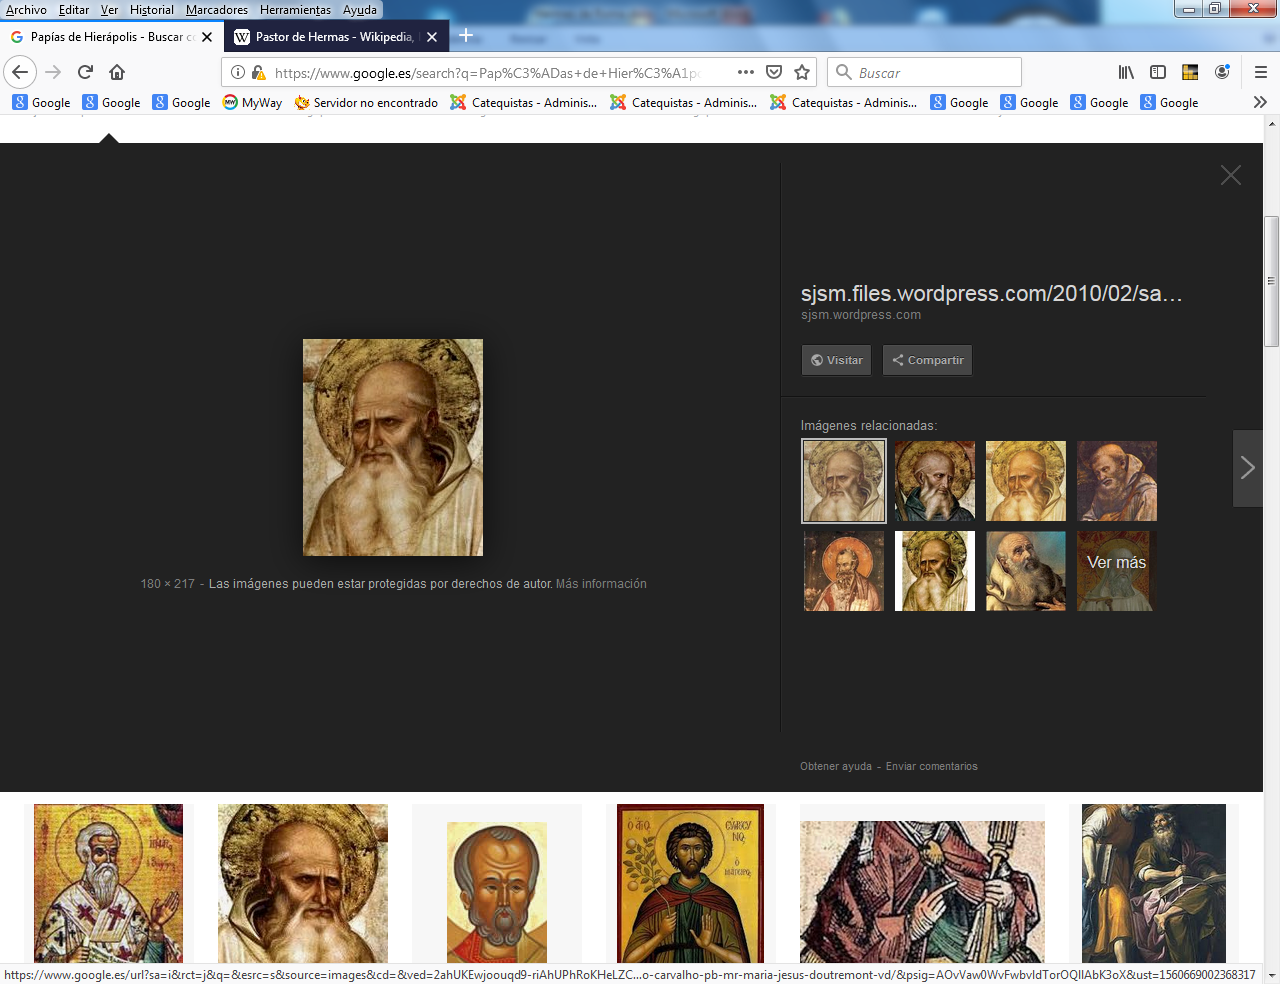 Archivo Editar Ver Historial Marcadores Herramientas Ayuda
Papías de Hierápolis - Buscar co
Pastor de Hermas - Wikipedia,
https://www.google.es/search?q=Pap%C3%ADas+de+Hier%C3%A1po
Buscar
Google Google Google MyWay Servidor no encontrado Catequistas - Adminis... Catequistas - Adminis... Catequistas - Adminis... Google Google Google Google
sjsm.files.wordpress.com/2010/02/sa...
sjsm.wordpress.com
Visitar Compartir
Imágenes relacionadas:
Ver más
180 × 217 - Las imágenes pueden estar protegidas por derechos de autor. Más información
Obtener ayuda - Enviar comentarios
https://www.google.es/url?sa=i&rct=j&q=&esrc=s&source=images&cd=&ved=2ahUKEwjoouqd9-riAhUPhRoKHeLZC...o-carvalho-pb-mr-maria-jesus-doutremont-vd/&psig=AOvVaw0WvFwbvIdTorOQIIAbK3oX&ust=1560669002368317